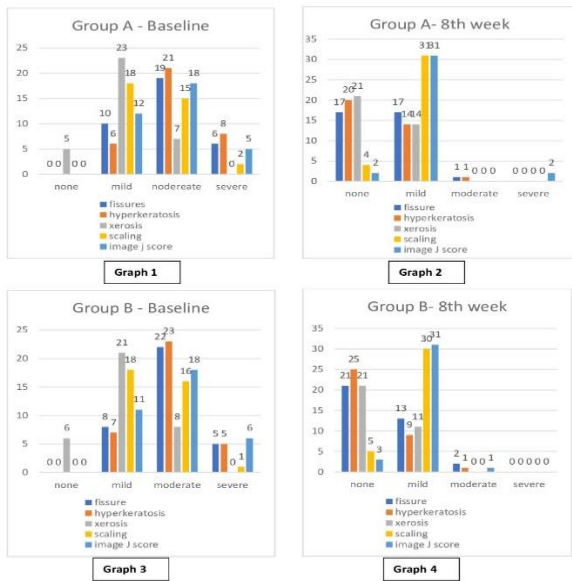 Group A - Baseline
25
20
15
10
5
0
0 0 5 0 0
10 6 23 18 12
19 21 7 15 18
6 8 0 2 5
none mild nodereate severe
fissures
hyperkeratosis
xerosis
scaling
image j score
Graph 1
Group A- 8th week
35
30
25
20
15
10
5
0
17 20 21 4 2
17 14 14 31 31
1 1 0 0 0
0 0 0 0 2
none mild moderate severe
fissure
hyperkeratosis
xerosis
scaling
image J score
Graph 2
Group B - Baseline
25
20
15
10
5
0
0 0 6 0 0
8 7 21 18 11
22 23 8 16 18
5 5 0 1 6
none mild moderate severe
fissure
hyperkeratosis
xerosis
scaling
image J score
Graph 3
Group B- 8th week
35
30
25
20
15
10
5
0
21 25 21 5 3
13 9 11 30 31
2 1 0 0 1
0 0 0 0 0
none mild moderate severe
fissure
hyperkeratosis
xerosis
scaling
image J score
Graph 4